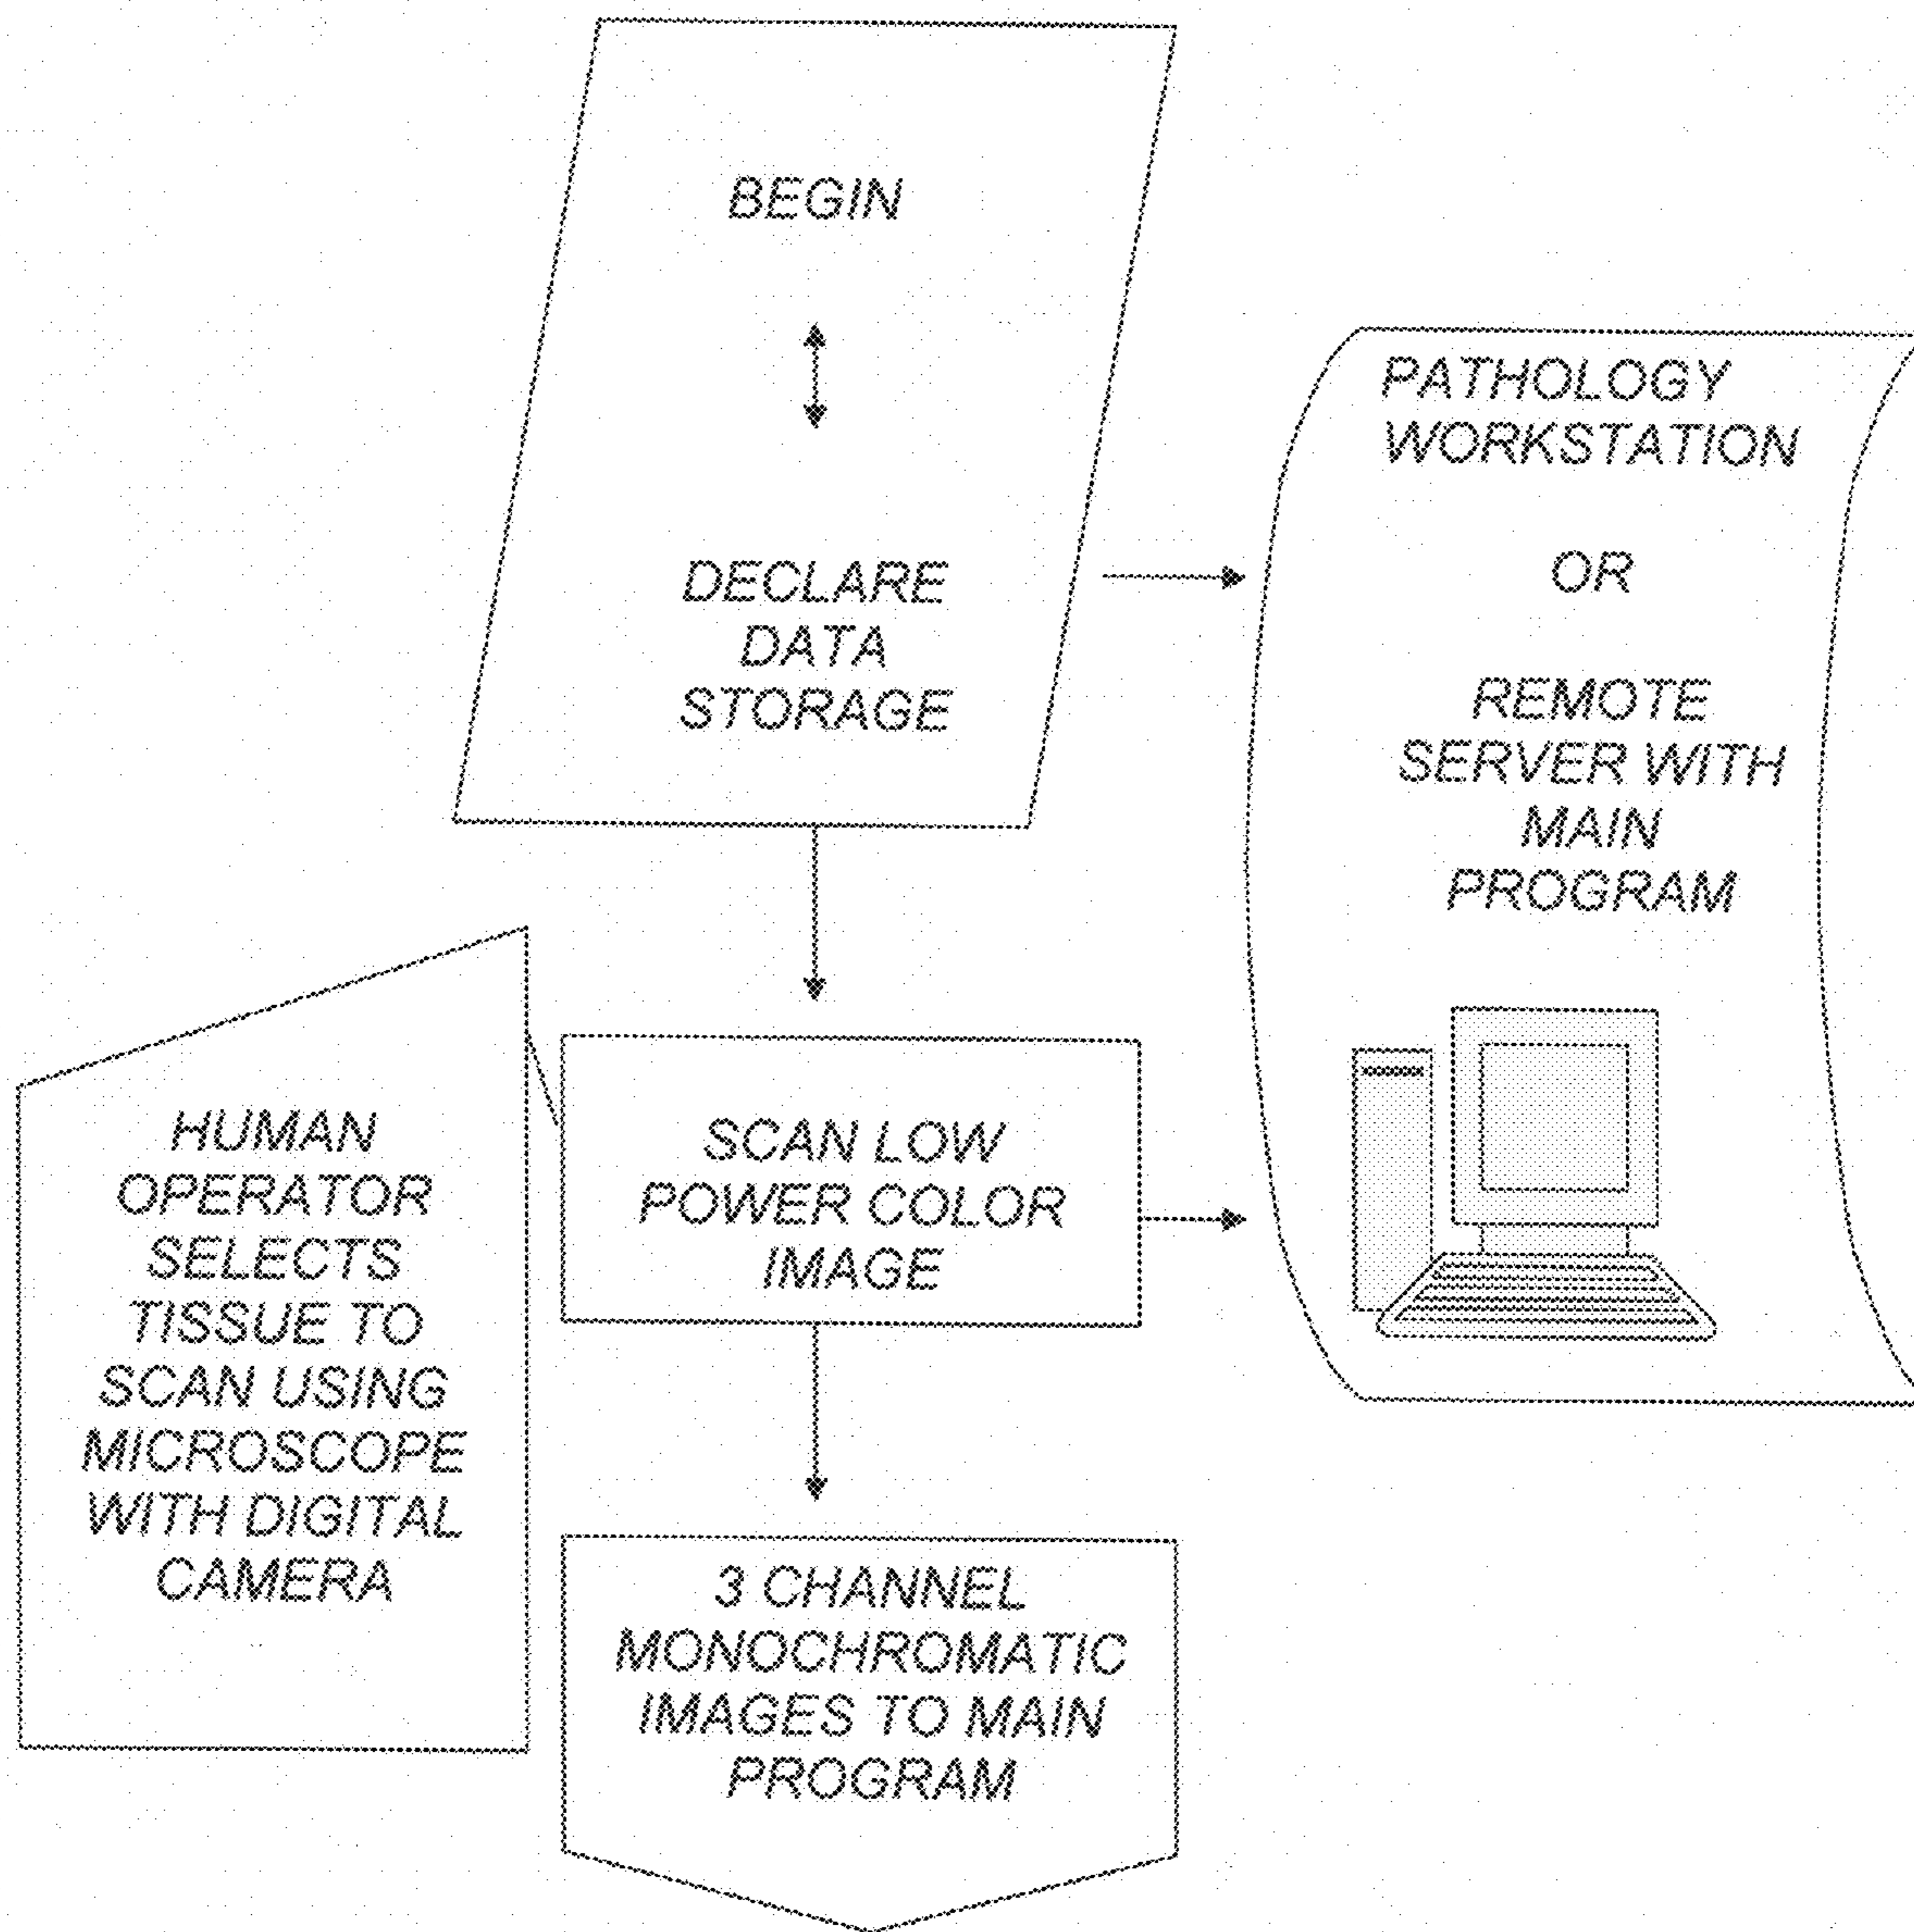 BEGIN
DECLARE
DATA
STORAGE
PATHOLOGY
WORKSTATION
OR
REMOTE
SERVER WITH
MAIN
PROGRAM
HUMAN
OPERATOR
SELECTS
TISSUE TO
SCAN USING
MICROSCOPE
WITH DIGITAL
CAMERA
SCAN LOW
POWER COLOR
IMAGE
3 CHANNEL
MONOCHROMATIC
IMAGES TO MAIN
PROGRAM